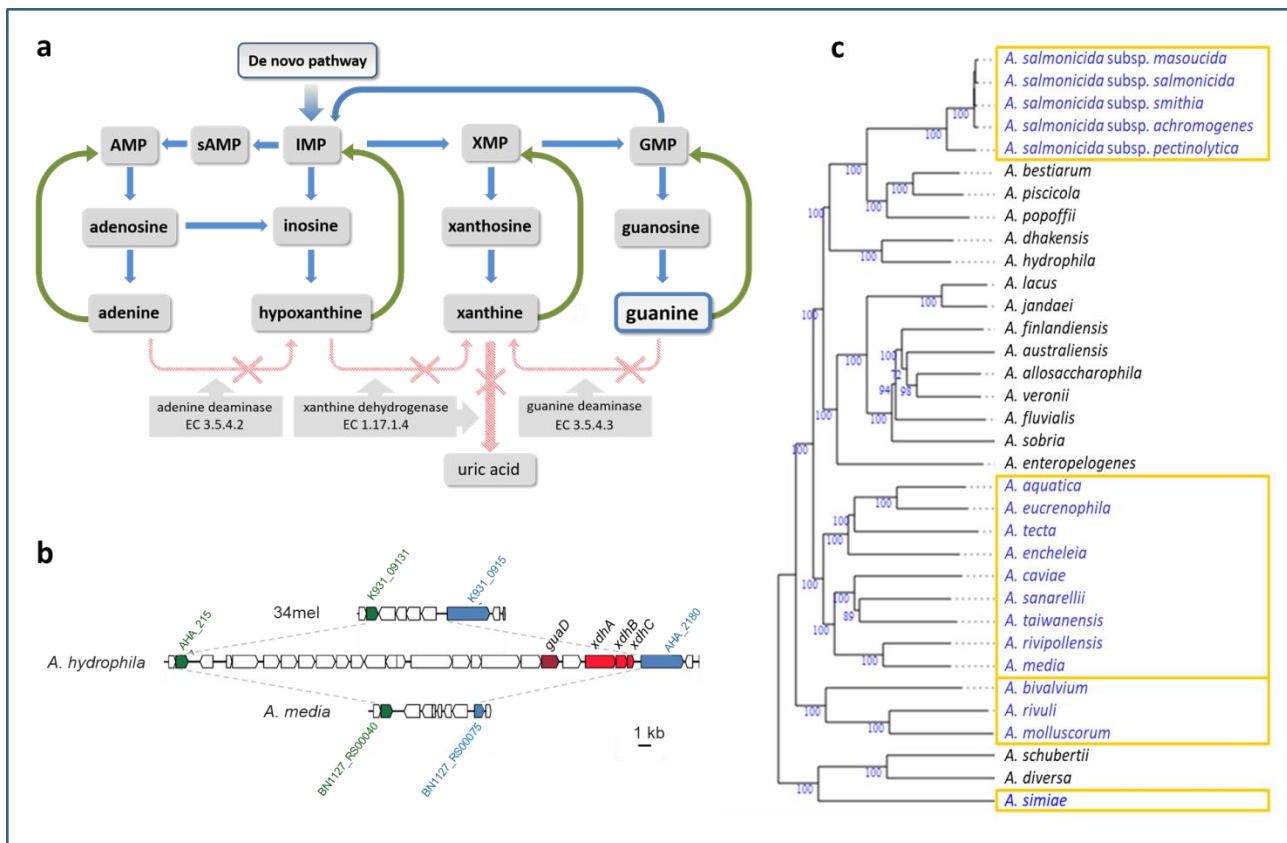 a
De novo pathway
AMP
sAMP
IMP
XMP
GMP
adenosine
inosine
xanthosine
guanosine
adenine
hypoxanthine
xanthine
guanine
adenine deaminase
EC 3.5.4.2
xanthine dehydrogenase
EC 1.17.1.4
guanine deaminase
EC 3.5.4.3
uric acid
b
34mel
K931_09131
K931_0915
A. hydrophila
AHA_215
guaD
xdhA
xdhB
xdhC
AHA_2180
A. media
BN1127_RS00040
BN1127_RS00075
1 kb
c
A. salmonicida subsp. masoucida
A. salmonicida subsp. salmonicida
A. salmonicida subsp. smithia
100
A. salmonicida subsp. achromogenes
100
A. salmonicida subsp. pectinolytica
100
A. bestiarum
100
A. piscicola
100
A. popoffii
100
A. dhakensis
100
A. hydrophila
A. lacus
100
A. jandaei
A. finlandiensis
100
100
A. australiensis
72
A. allosaccharophila
94
98
A. veronii
A. fluvialis
100
A. sobria
100
100
A. enteropelogenes
A. aquatica
100
A. eucrenophila
100
A. tecta
100
A. encheleia
100
A. caviae
100
A. sanarellii
89
A. taiwanensis
100
A. rivipollensis
100
A. media
A. bivalvium
100
A. rivuli
100
A. molluscorum
A. schubertii
100
A. diversa
100
A. simiae